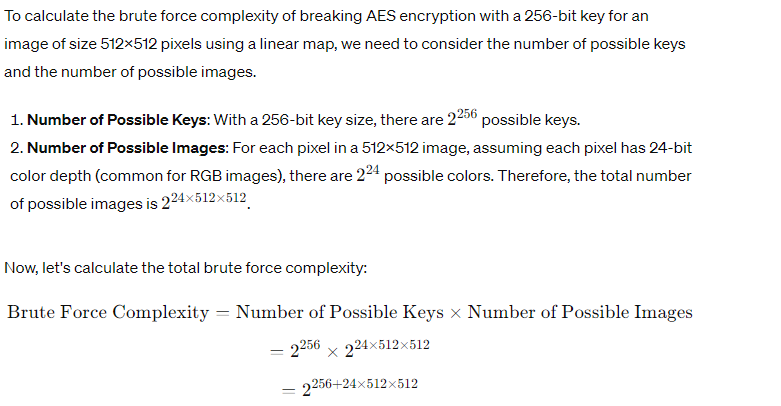 To calculate the brute force complexity of breaking AES encryption with a 256-bit key for an
image of size 512×512 pixels using a linear map, we need to consider the number of possible keys
and the number of possible images.
1. Number of Possible Keys: With a 256-bit key size, there are 2^256 possible keys.
2. Number of Possible Images: For each pixel in a 512×512 image, assuming each pixel has 24-bit
color depth (common for RGB images), there are 2^24 possible colors. Therefore, the total number
of possible images is 2^24×512×512.
Now, let's calculate the total brute force complexity:
Brute Force Complexity = Number of Possible Keys × Number of Possible Images
= 2^256 × 2^24×512×512
= 2^256+24×512×512